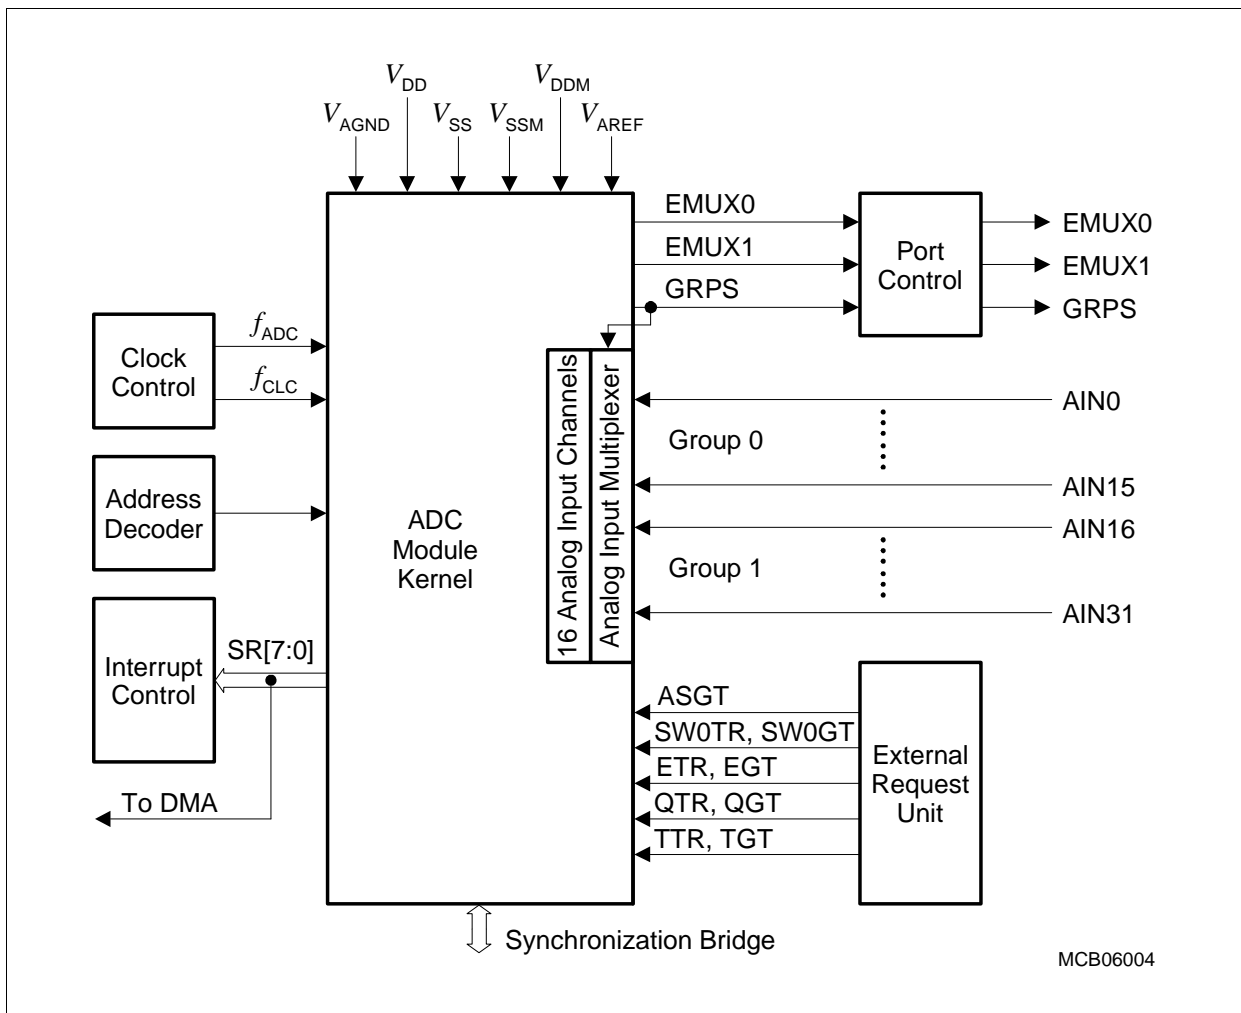 VDD
VDDM
VAGND
VSS
VSSM
VAREF
EMUX0
EMUX1
GRPS
Port
Control
EMUX0
EMUX1
GRPS
Clock
Control
fADC
fCLC
16 Analog Input Channels
Analog Input Multiplexer
AIN0
Group 0
AIN15
AIN16
Group 1
AIN31
Address
Decoder
ADC
Module
Kernel
Interrupt
Control
SR[7:0]
To DMA
ASGT
SW0TR, SW0GT
ETR, EGT
QTR, QGT
TTR, TGT
External
Request
Unit
Synchronization Bridge
MCB06004